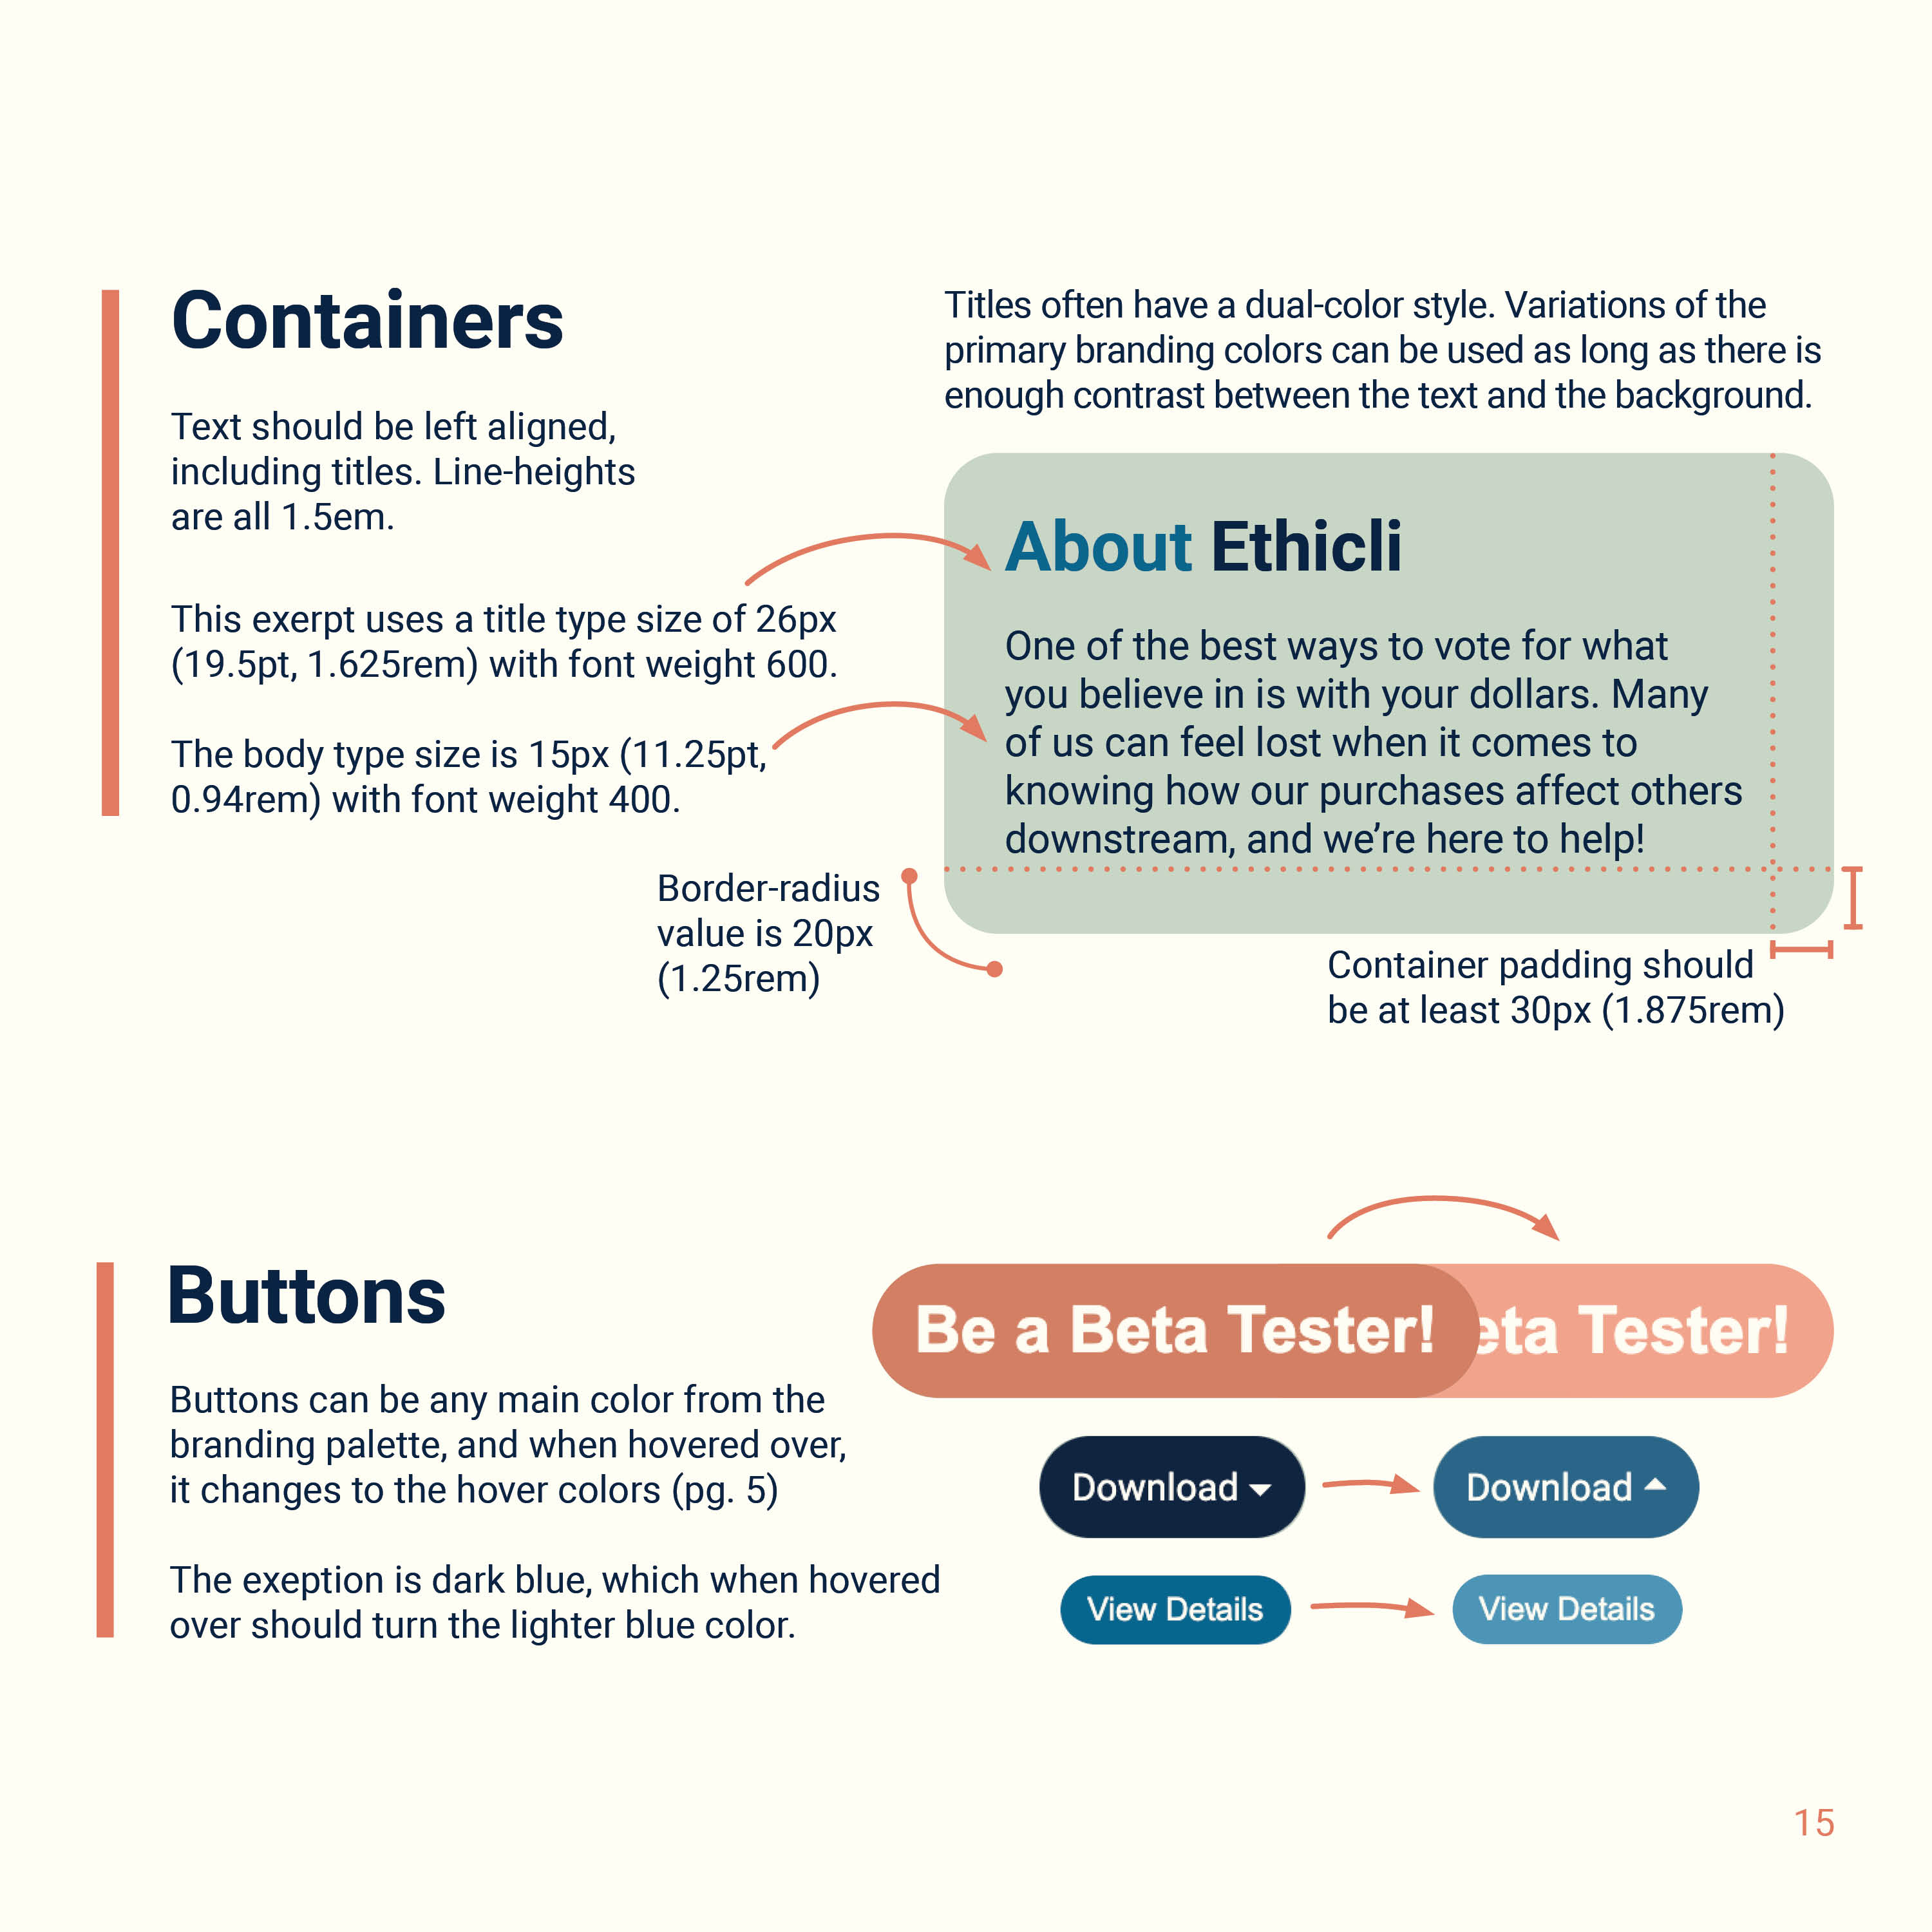 Containers
Text should be left aligned,
including titles. Line-heights
are all 1.5em.
This exerpt uses a title type size of 26px
(19.5pt, 1.625rem) with font weight 600.
The body type size is 15px (11.25pt,
0.94rem) with font weight 400.
Titles often have a dual-color style. Variations of the
primary branding colors can be used as long as there is
enough contrast between the text and the background.
About Ethicli
One of the best ways to vote for what
you believe in is with your dollars. Many
of us can feel lost when it comes to
knowing how our purchases affect others
downstream, and we’re here to help!
Border-radius
value is 20px
(1.25rem)
Container padding should
be at least 30px (1.875rem)
Buttons
Buttons can be any main color from the
branding palette, and when hovered over,
it changes to the hover colors (pg. 5)
The exeption is dark blue, which when hovered
over should turn the lighter blue color.
Be a Beta Tester! eta Tester!
Download Download
View Details View Details
15